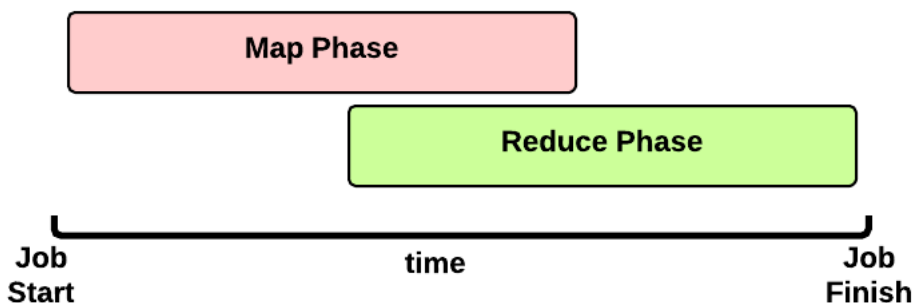 Map Phase
Reduce Phase
Job
Start
time
Job
Finish